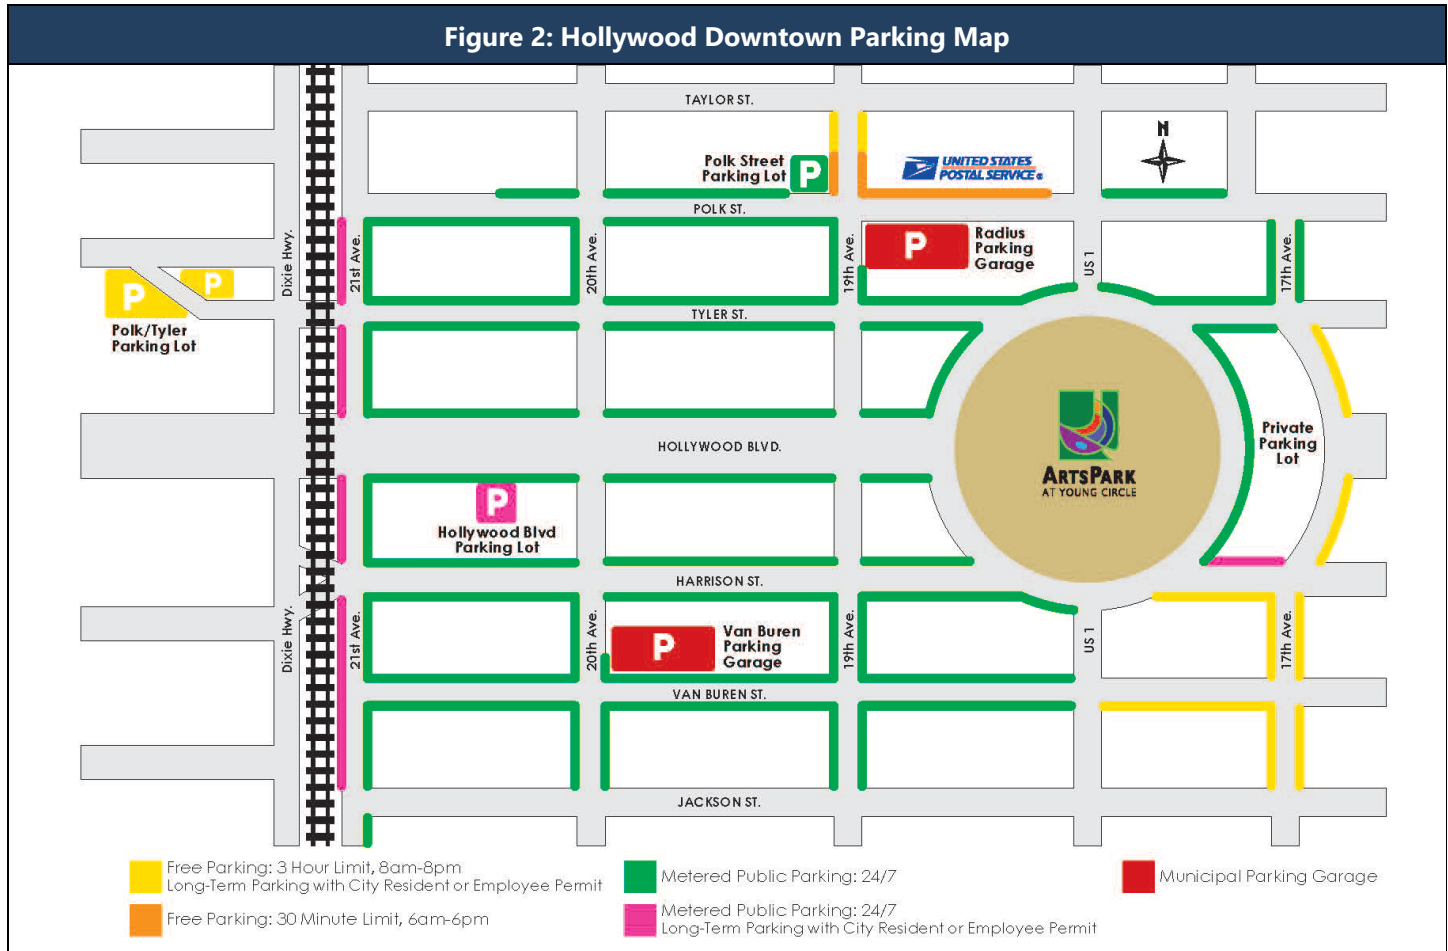 Figure 2: Hollywood Downtown Parking Map
TAYLOR ST.
N
Polk Street
Parking Lot
P
UNITED STATES
POSTAL SERVICE®
POLK ST.
Dixie Hwy.
21st Ave.
20th Ave.
19th Ave.
P
Radius
Parking
Garage
US 1
17th Ave.
P
P
Polk/Tyler
Parking Lot
TYLER ST.
HOLLYWOOD BLVD.
ARTSPARK
AT YOUNG CIRCLE
Private
Parking
Lot
P
Hollywood Blvd
Parking Lot
HARRISON ST.
Dixie Hwy.
21st Ave.
20th Ave.
P
Van Buren
Parking
Garage
19th Ave.
US 1
17th Ave.
VAN BUREN ST.
JACKSON ST.
Free Parking: 3 Hour Limit, 8am-8pm
Long-Term Parking with City Resident or Employee Permit
Free Parking: 30 Minute Limit, 6am-6pm
Metered Public Parking: 24/7
Metered Public Parking: 24/7
Long-Term Parking with City Resident or Employee Permit
Municipal Parking Garage